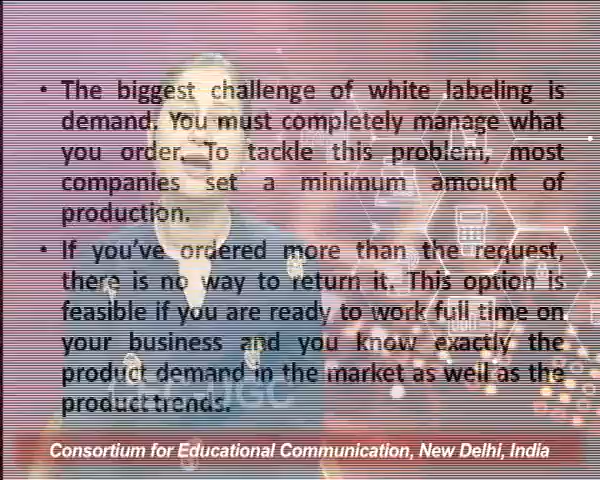 • The biggest challenge of white labeling is
demand. You must completely manage what
you order. To tackle this problem, most
companies set a minimum amount of
production.
• If you've ordered more than the request,
there is no way to return it. This option is
feasible if you are ready to work full time on
your business and you know exactly the
product demand in the market as well as the
product trends.
Consortium for Educational Communication, New Delhi, India